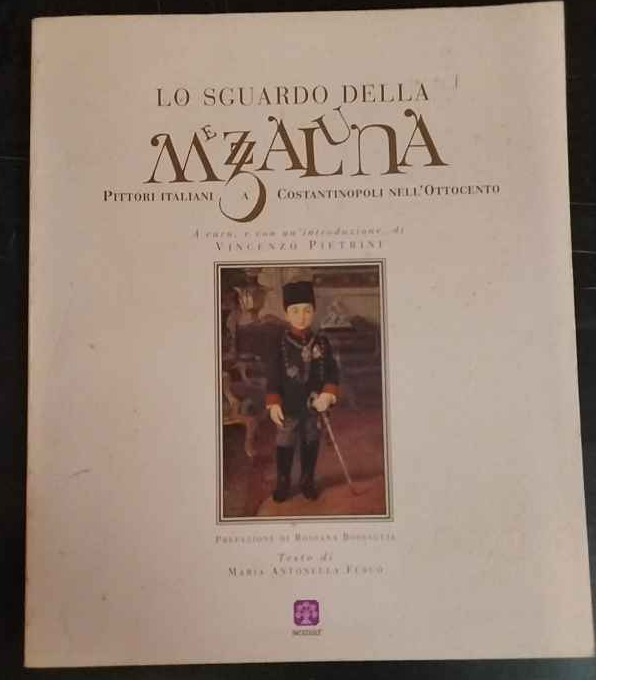 LO SGUARDO DELLA
MEZZALUNA
PITTORI ITALIANI A COSTANTINOPOLI NELL'OTTOCENTO
A cura, e con un'introduzione, di
VINCENZO PIETRINI
PREFAZIONE DI ROSSANA BOSSAGLIA
Testo di
MARIA ANTONELLA FUSCO